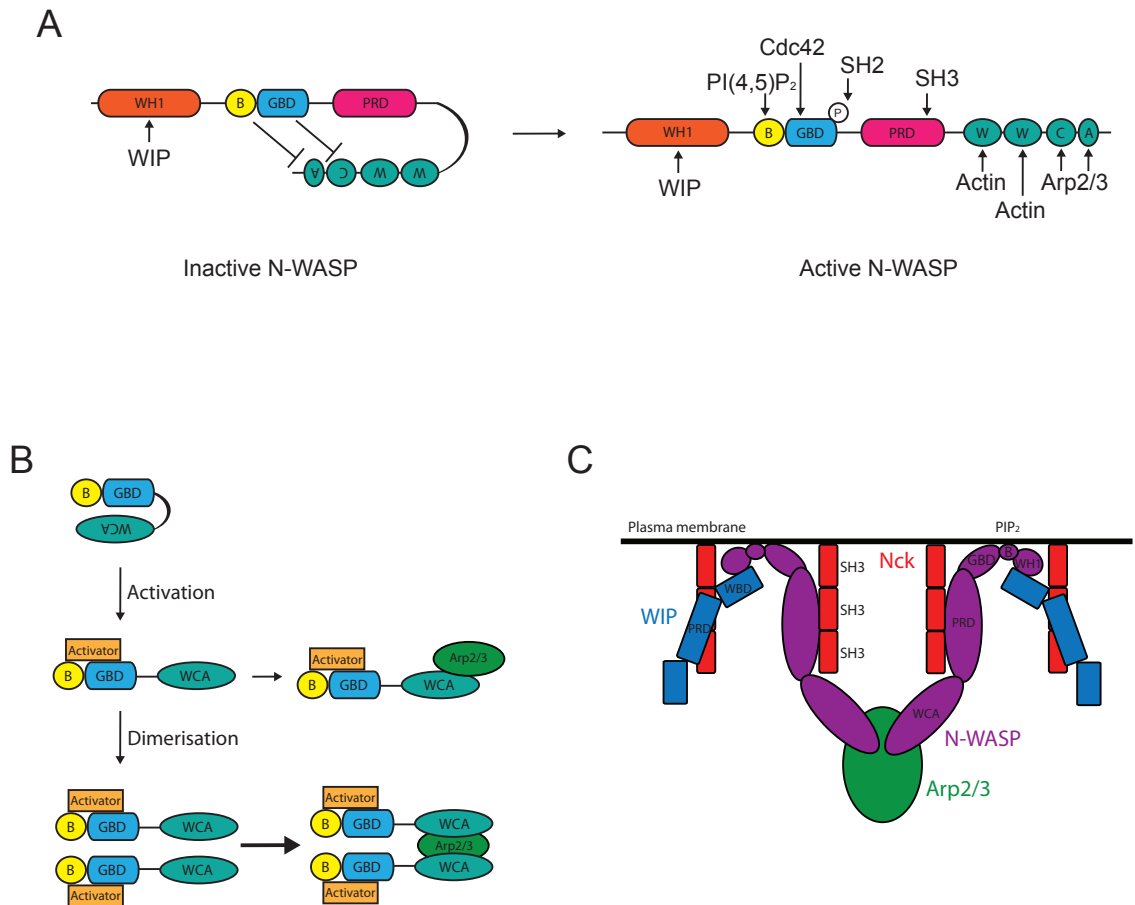 A
Cdc42
SH2
PI(4,5)P₂
SH3
P
WH1
B
GBD
PRD
WIP
A
C
W
W
WH1
B
GBD
PRD
W
W
C
A
WIP
Actin
Arp2/3
Actin
Inactive N-WASP
Active N-WASP
B
B
GBD
WCA
Activation
Activator
B
GBD
WCA
Activator
B
GBD
WCA
Arp2/3
Dimerisation
Activator
B
GBD
WCA
B
GBD
WCA
Activator
Activator
B
GBD
WCA
Arp2/3
B
GBD
WCA
Activator
C
Plasma membrane
PIP₂
SH3
Nck
GBD
B
WH1
WBD
WIP
SH3
PRD
PRD
SH3
WCA
N-WASP
Arp2/3